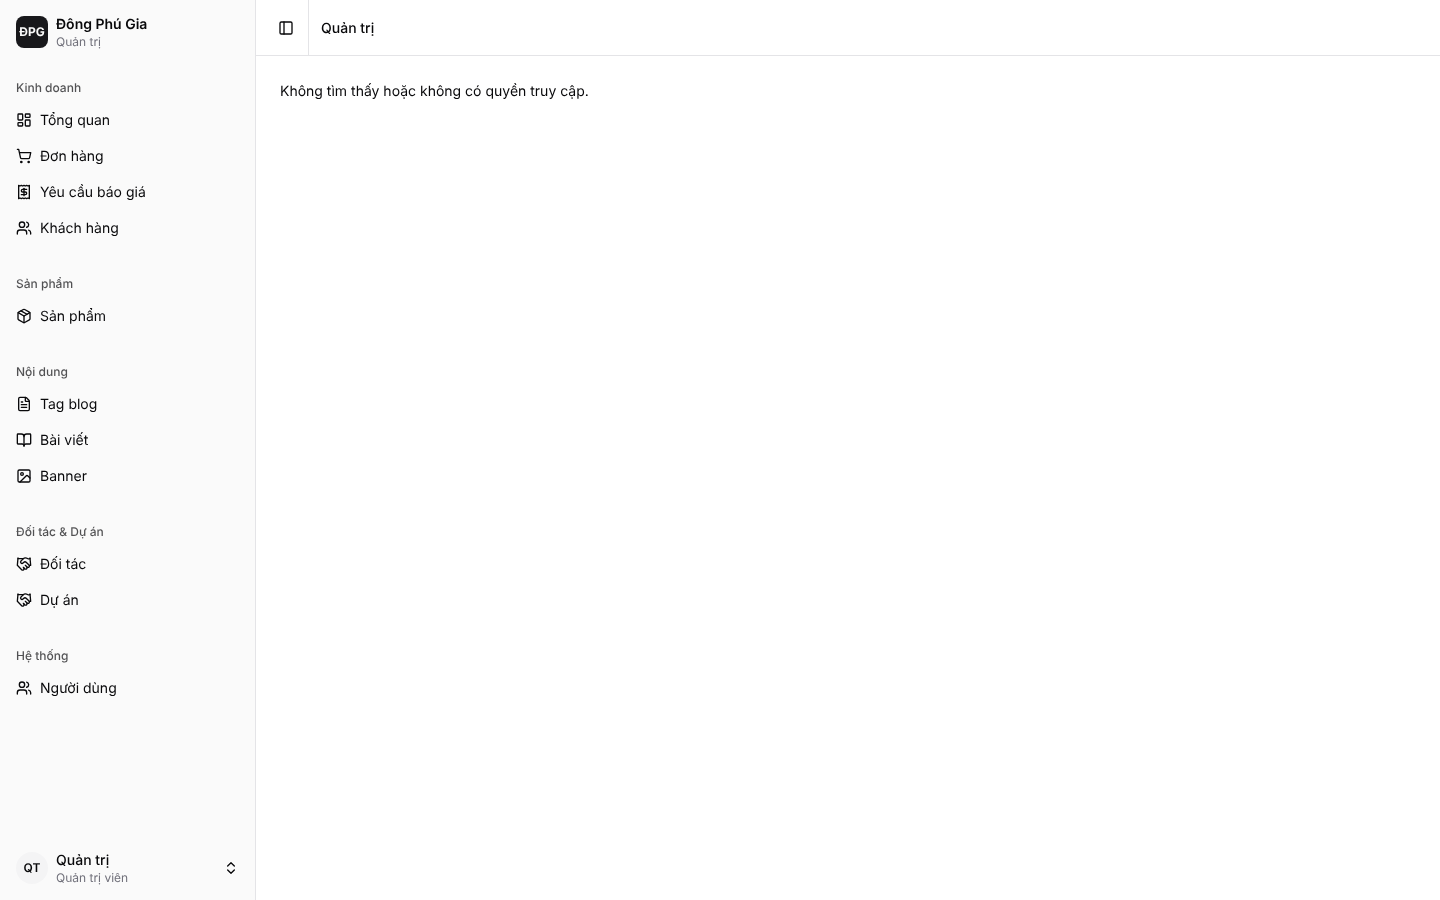 ĐPG
Đông Phú Gia
Quản trị
Kinh doanh
Tổng quan
Đơn hàng
Yêu cầu báo giá
Khách hàng
Sản phẩm
Sản phẩm
Nội dung
Tag blog
Bài viết
Banner
Đối tác & Dự án
Đối tác
Dự án
Hệ thống
Người dùng
QT
Quản trị
Quản trị viên
Quản trị
Không tìm thấy hoặc không có quyền truy cập.